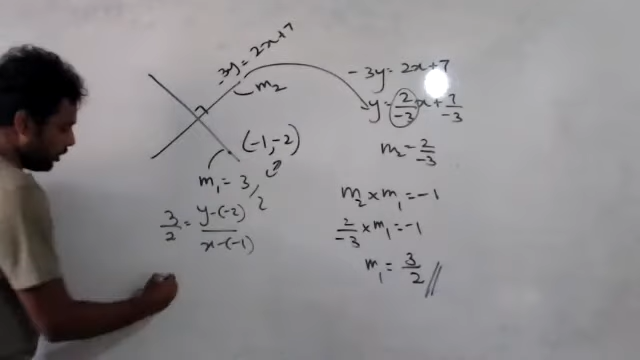 -3y = 2x+7
m₂
(-1,-2)
m₁ = 3,
2
3/2 = y-(-2)/x-(-1)
-3y = 2x+7
y = 2/-3 x + 7/-3
m₂ = 2/-3
m₂ × m₁ = -1
2/-3 × m₁ = -1
m₁ = 3/2 //